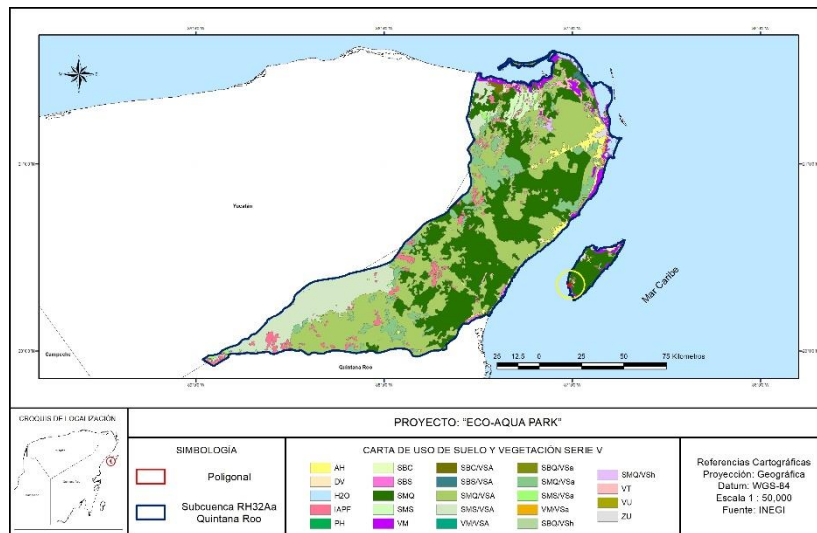 Yucatán
Campeche
Quintana Roo
Mar Caribe
25 12.5 0 25 50 75 Kilometros
CROQUIS DE LOCALIZACIÓN
PROYECTO: "ECO-AQUA PARK"
SIMBOLOGÍA
Poligonal
Subcuenca RH32Aa
Quintana Roo
CARTA DE USO DE SUELO Y VEGETACIÓN SERIE V
AH SBC SBC/VSA SBQ/VSa SMQ/VSh
DV SBS SBS/VSA SMQ/VSa VT
H2O SMQ SMQ/VSA SMS/VSa VU
IAPF SMS SMS/VSA VM/VSa ZU
PH VM VM/VSA SBQ/VSh
Referencias Cartográficas
Proyección: Geográfica
Datum: WGS-84
Escala 1 : 50,000
Fuente: INEGI